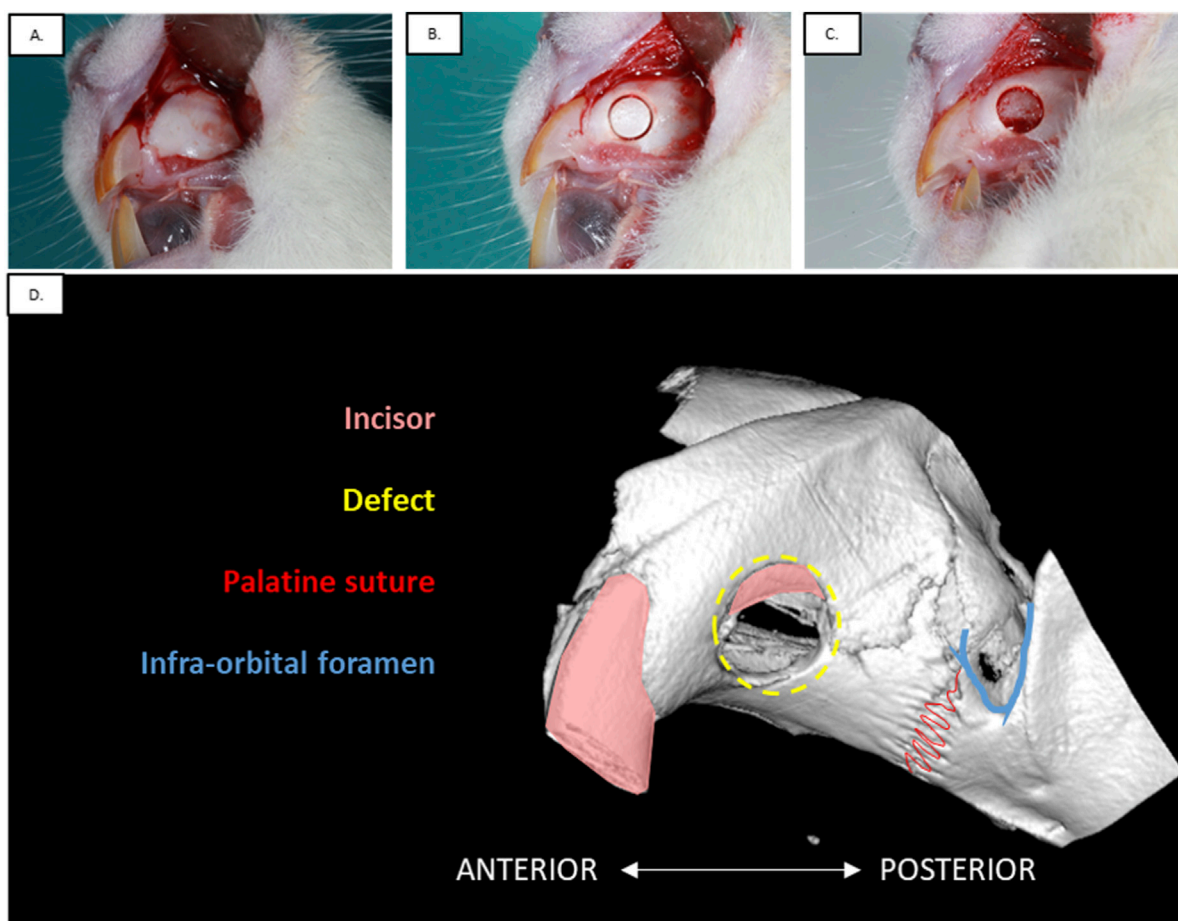 A.
B.
C.
D.
Incisor
Defect
Palatine suture
Infra-orbital foramen
ANTERIOR
POSTERIOR